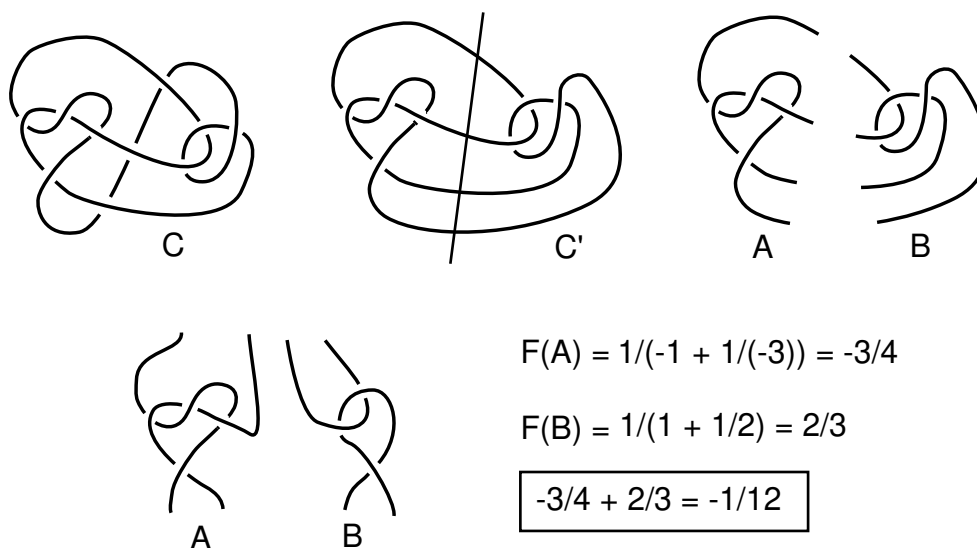 C
C'
A
B
A
B
F(A) = 1/(-1 + 1/(-3)) = -3/4
F(B) = 1/(1 + 1/2) = 2/3
-3/4 + 2/3 = -1/12